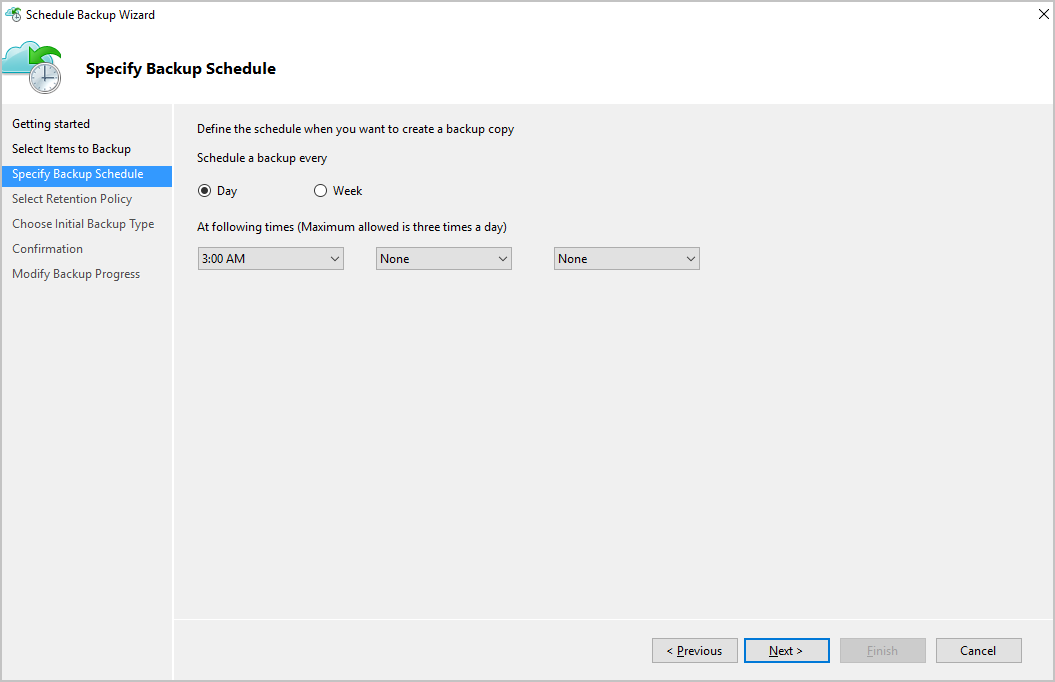 Schedule Backup Wizard
Specify Backup Schedule
Getting started
Select Items to Backup
Specify Backup Schedule
Select Retention Policy
Choose Initial Backup Type
Confirmation
Modify Backup Progress
Define the schedule when you want to create a backup copy
Schedule a backup every
Day Week
At following times (Maximum allowed is three times a day)
3:00 AM None None
< Previous Next > Finish Cancel